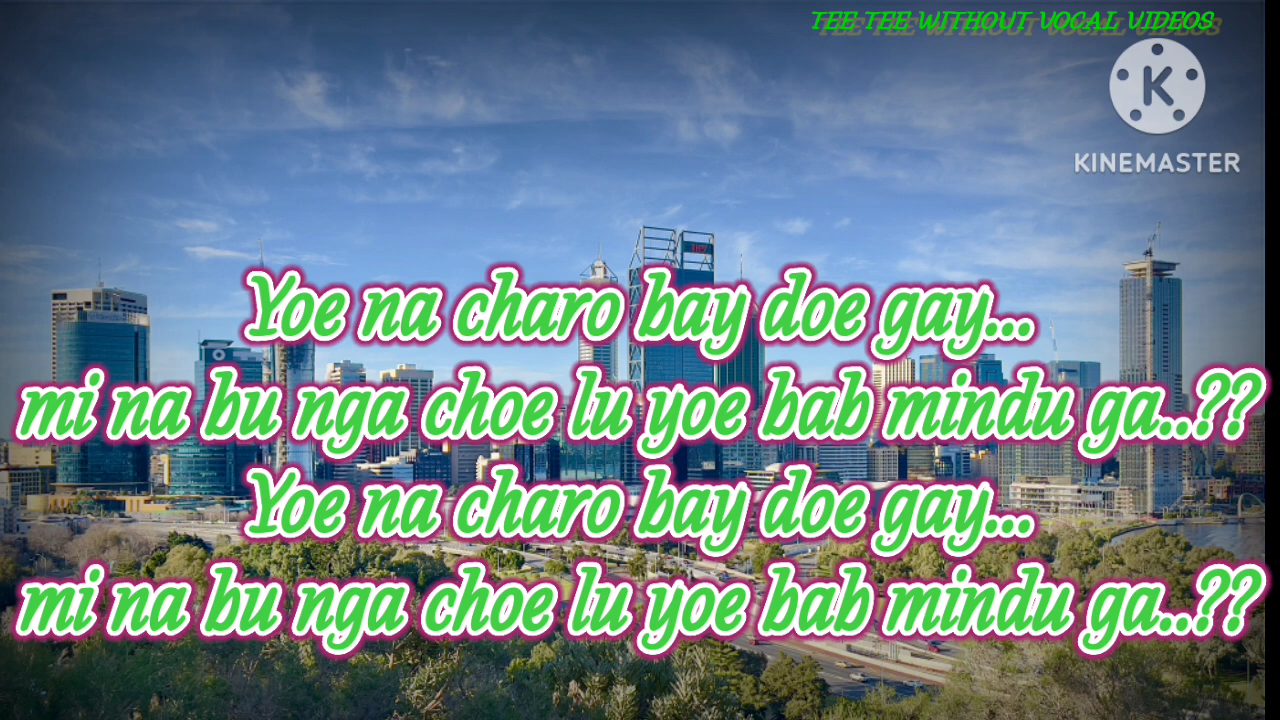 TEE TEE WITHOUT VOCAL VIDEOS
K
KINEMASTER
Yoe na charo bay doe gay...
mi na bu nga choe lu yoe bab mindu ga..??
Yoe na charo bay doe gay...
mi na bu nga choe lu yoe bab mindu ga..??